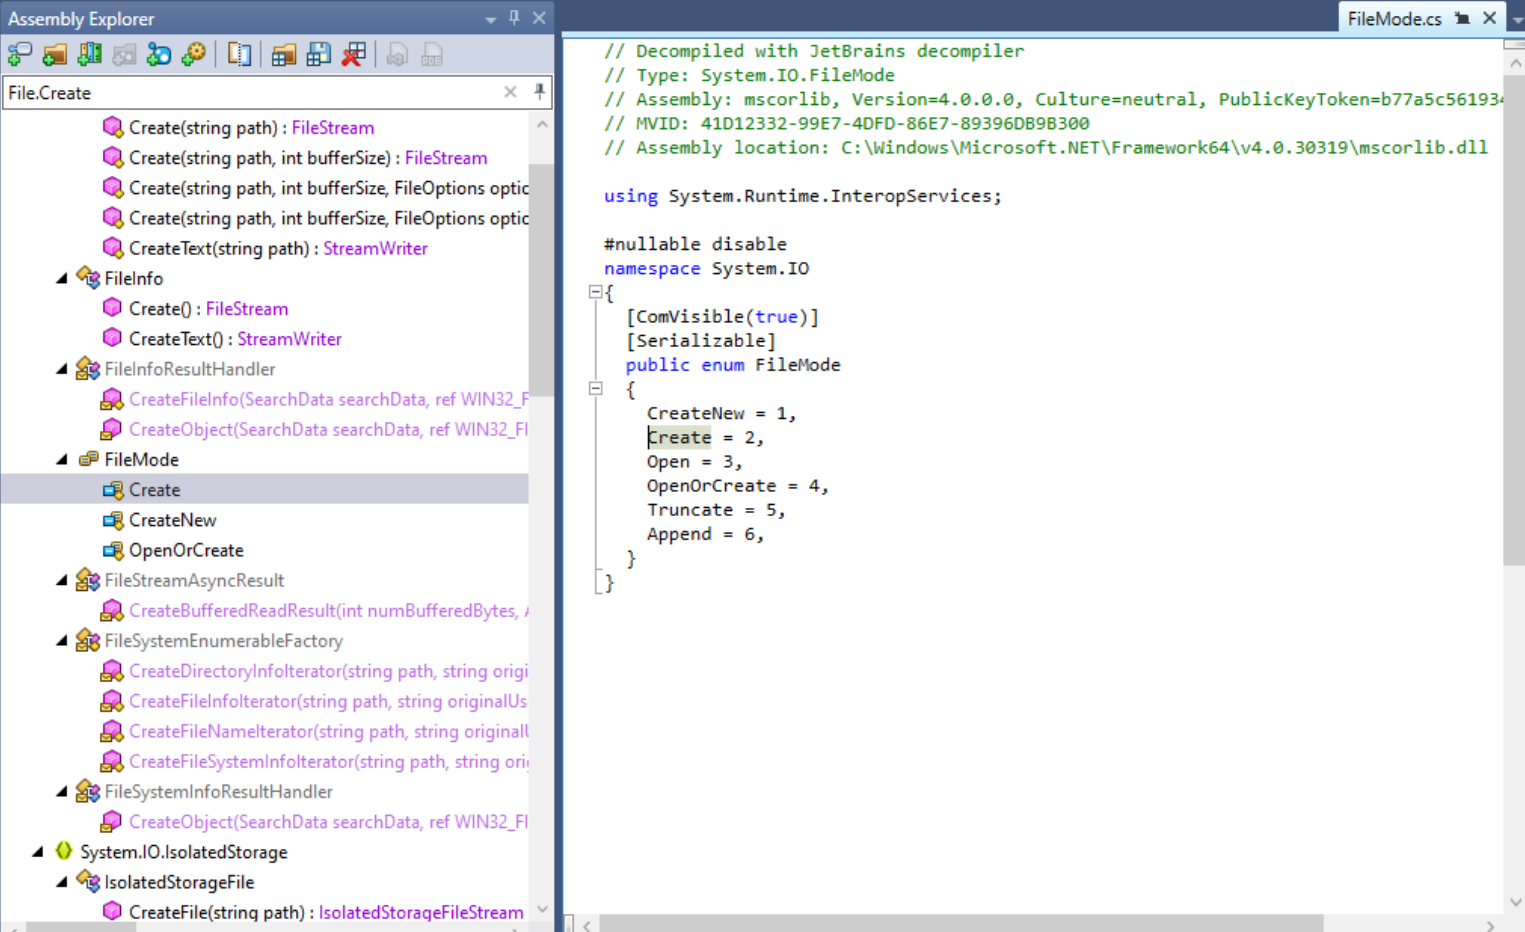 Assembly Explorer
File.Create
Create(string path) : FileStream
Create(string path, int bufferSize) : FileStream
Create(string path, int bufferSize, FileOptions optic
Create(string path, int bufferSize, FileOptions optic
CreateText(string path) : StreamWriter
FileInfo
Create() : FileStream
CreateText() : StreamWriter
FileInfoResultHandler
CreateFileInfo(SearchData searchData, ref WIN32_F
CreateObject(SearchData searchData, ref WIN32_FI
FileMode
Create
CreateNew
OpenOrCreate
FileStreamAsyncResult
CreateBufferedReadResult(int numBufferedBytes, A
FileSystemEnumerableFactory
CreateDirectoryInfoIterator(string path, string origi
CreateFileInfoIterator(string path, string originalUs
CreateFileNameIterator(string path, string originalU
CreateFileSystemInfoIterator(string path, string orig
FileSystemInfoResultHandler
CreateObject(SearchData searchData, ref WIN32_FI
System.IO.IsolatedStorage
IsolatedStorageFile
CreateFile(string path) : IsolatedStorageFileStream
FileMode.cs
// Decompiled with JetBrains decompiler
// Type: System.IO.FileMode
// Assembly: mscorlib, Version=4.0.0.0, Culture=neutral, PublicKeyToken=b77a5c561934
// MVID: 41D12332-99E7-4DFD-86E7-89396DB9B300
// Assembly location: C:\Windows\Microsoft.NET\Framework64\v4.0.30319\mscorlib.dll
using System.Runtime.InteropServices;
#nullable disable
namespace System.IO
{
[ComVisible(true)]
[Serializable]
public enum FileMode
{
CreateNew = 1,
Create = 2,
Open = 3,
OpenOrCreate = 4,
Truncate = 5,
Append = 6,
}
}